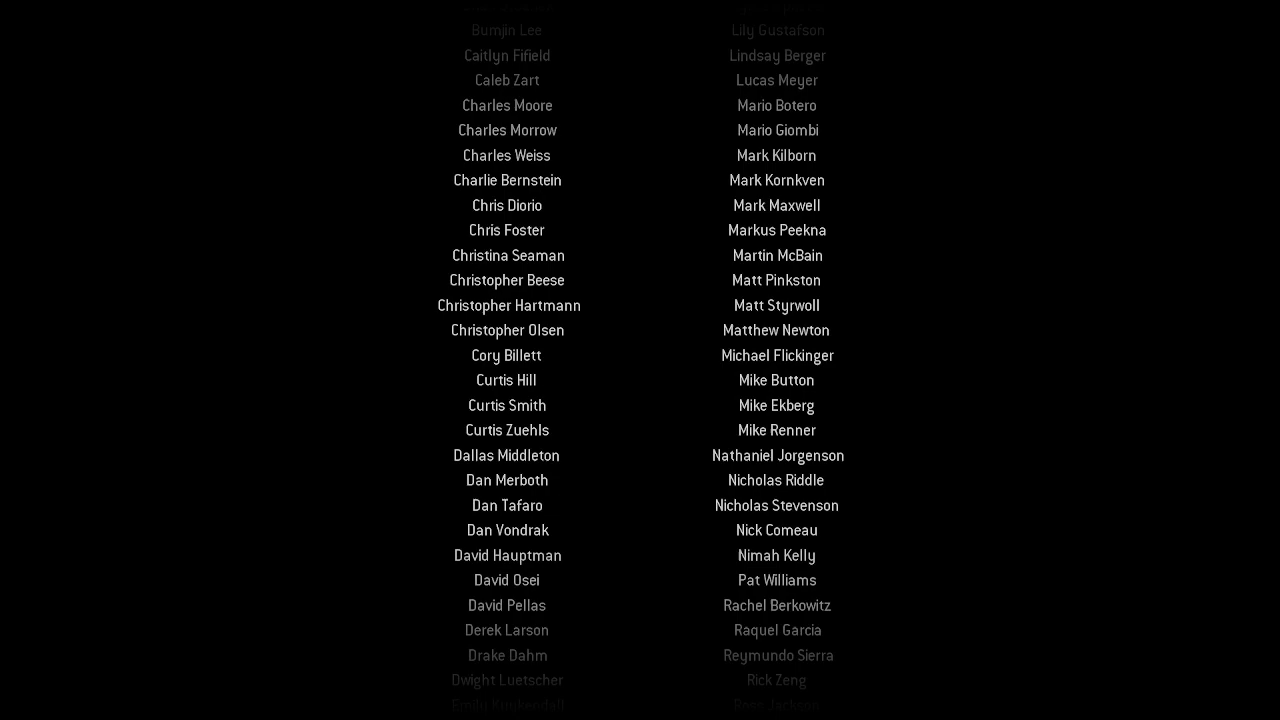 Bumjin Lee
Caitlyn Fifield
Caleb Zart
Charles Moore
Charles Morrow
Charles Weiss
Charlie Bernstein
Chris Diorio
Chris Foster
Christina Seaman
Christopher Beese
Christopher Hartmann
Christopher Olsen
Cory Billett
Curtis Hill
Curtis Smith
Curtis Zuehls
Dallas Middleton
Dan Merboth
Dan Tafaro
Dan Vondrak
David Hauptman
David Osei
David Pellas
Derek Larson
Drake Dahm
Dwight Luetscher
Emily Kuykendall
Lily Gustafson
Lindsay Berger
Lucas Meyer
Mario Botero
Mario Giombi
Mark Kilborn
Mark Kornkven
Mark Maxwell
Markus Peekna
Martin McBain
Matt Pinkston
Matt Styrwoll
Matthew Newton
Michael Flickinger
Mike Button
Mike Ekberg
Mike Renner
Nathaniel Jorgenson
Nicholas Riddle
Nicholas Stevenson
Nick Comeau
Nimah Kelly
Pat Williams
Rachel Berkowitz
Raquel Garcia
Reymundo Sierra
Rick Zeng
Ross Jackson